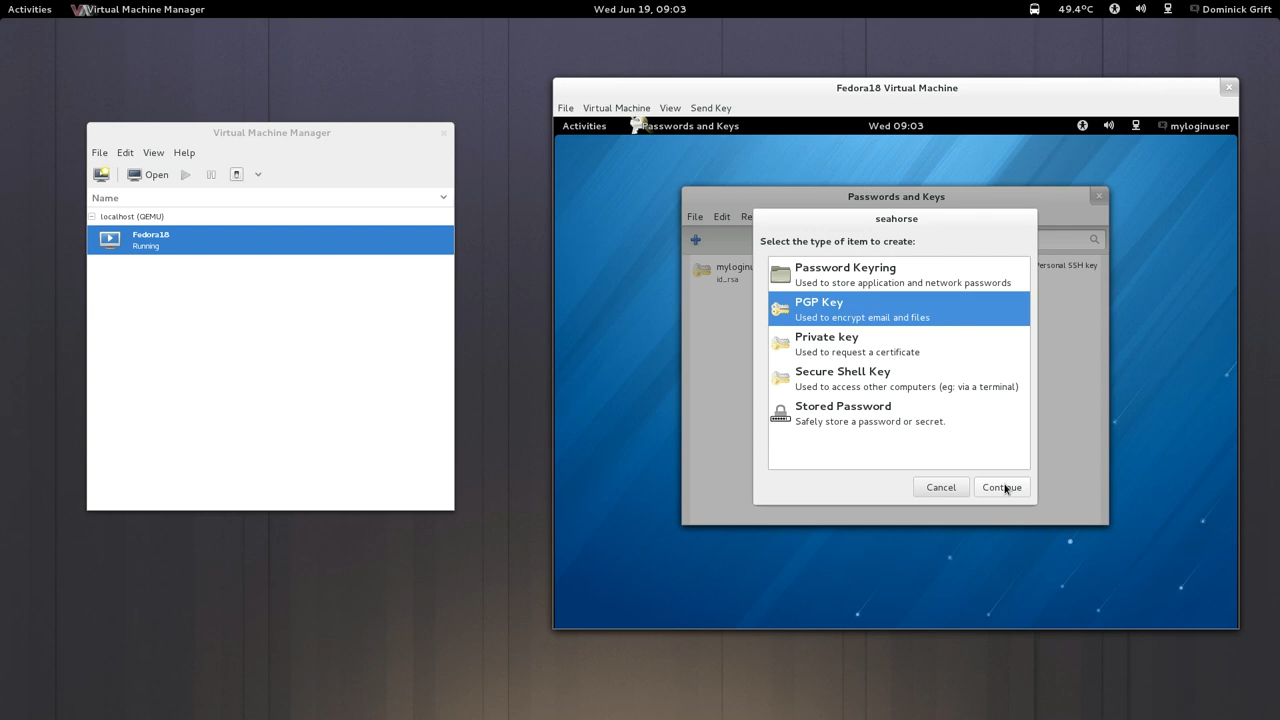 Activities
Virtual Machine Manager
Wed Jun 19, 09:03
49.4°C
Dominick Grift
Virtual Machine Manager
File Edit View Help
Open
Name
localhost (QEMU)
Fedora18
Running
Fedora18 Virtual Machine
File Virtual Machine View Send Key
Activities
Passwords and Keys
Wed 09:03
myloginuser
Passwords and Keys
File Edit Re
mylogin
id_rsa
Personal SSH key
seahorse
Select the type of item to create:
Password Keyring
Used to store application and network passwords
PGP Key
Used to encrypt email and files
Private key
Used to request a certificate
Secure Shell Key
Used to access other computers (eg: via a terminal)
Stored Password
Safely store a password or secret.
Cancel
Continue